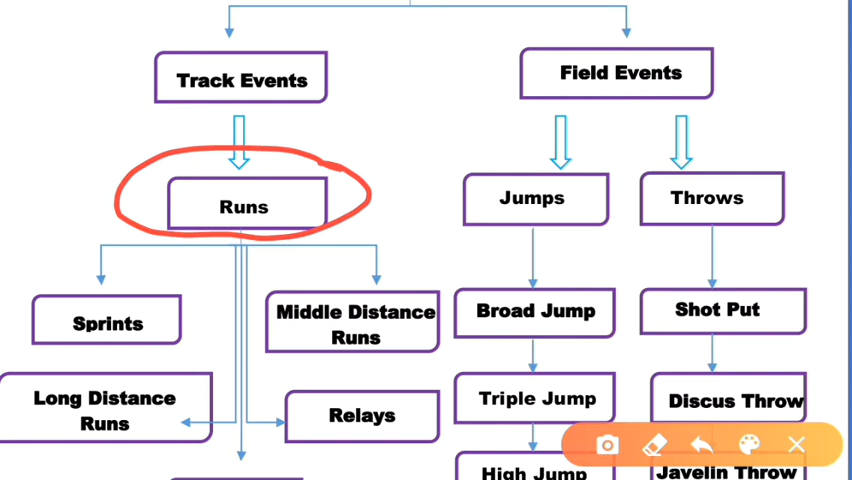 Track Events
Field Events
Runs
Jumps
Throws
Sprints
Middle Distance
Runs
Broad Jump
Shot Put
Long Distance
Runs
Relays
Triple Jump
Discus Throw
High Jump
Javelin Throw